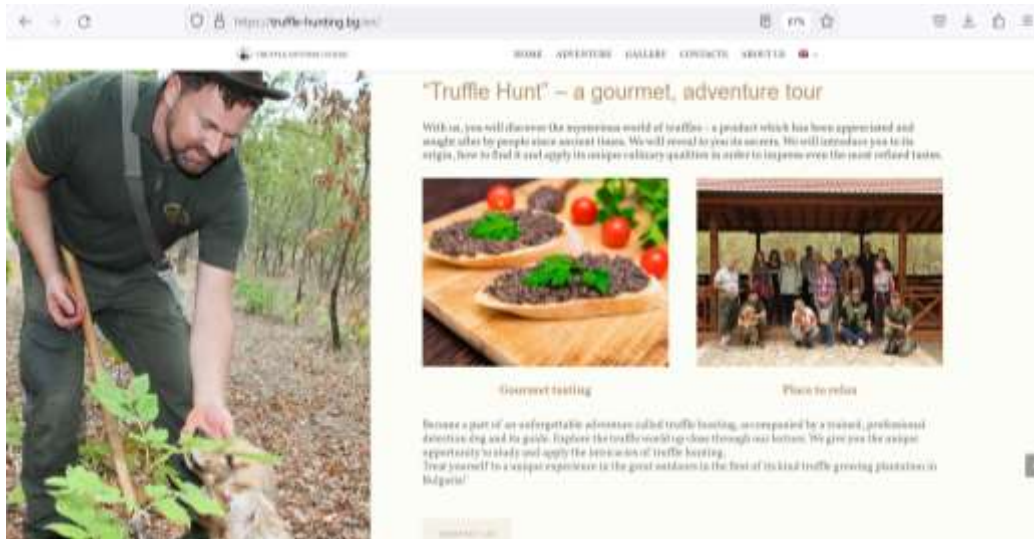 https://truffle-hunting.bg/en/
67%
HOME ADVENTURE GALLERY CONTACTS ABOUT US
"Truffle Hunt" – a gourmet, adventure tour
With us, you will discover the mysterious world of truffles – a product which has been appreciated and
sought after by people since ancient times. We will reveal to you its secrets. We will introduce you to its
origin, how to find it and apply its unique culinary qualities in order to impress even the most refined tastes.
Gourmet tasting
Place to relax
Become a part of an unforgettable adventure called truffle hunting, accompanied by a trained, professional
detection dog and its guide. Explore the truffle world up close through our lecture. We give you the unique
opportunity to study and apply the intricacies of truffle hunting.
Treat yourself to a unique experience in the great outdoors in the first of its kind truffle growing plantation in
Bulgaria!